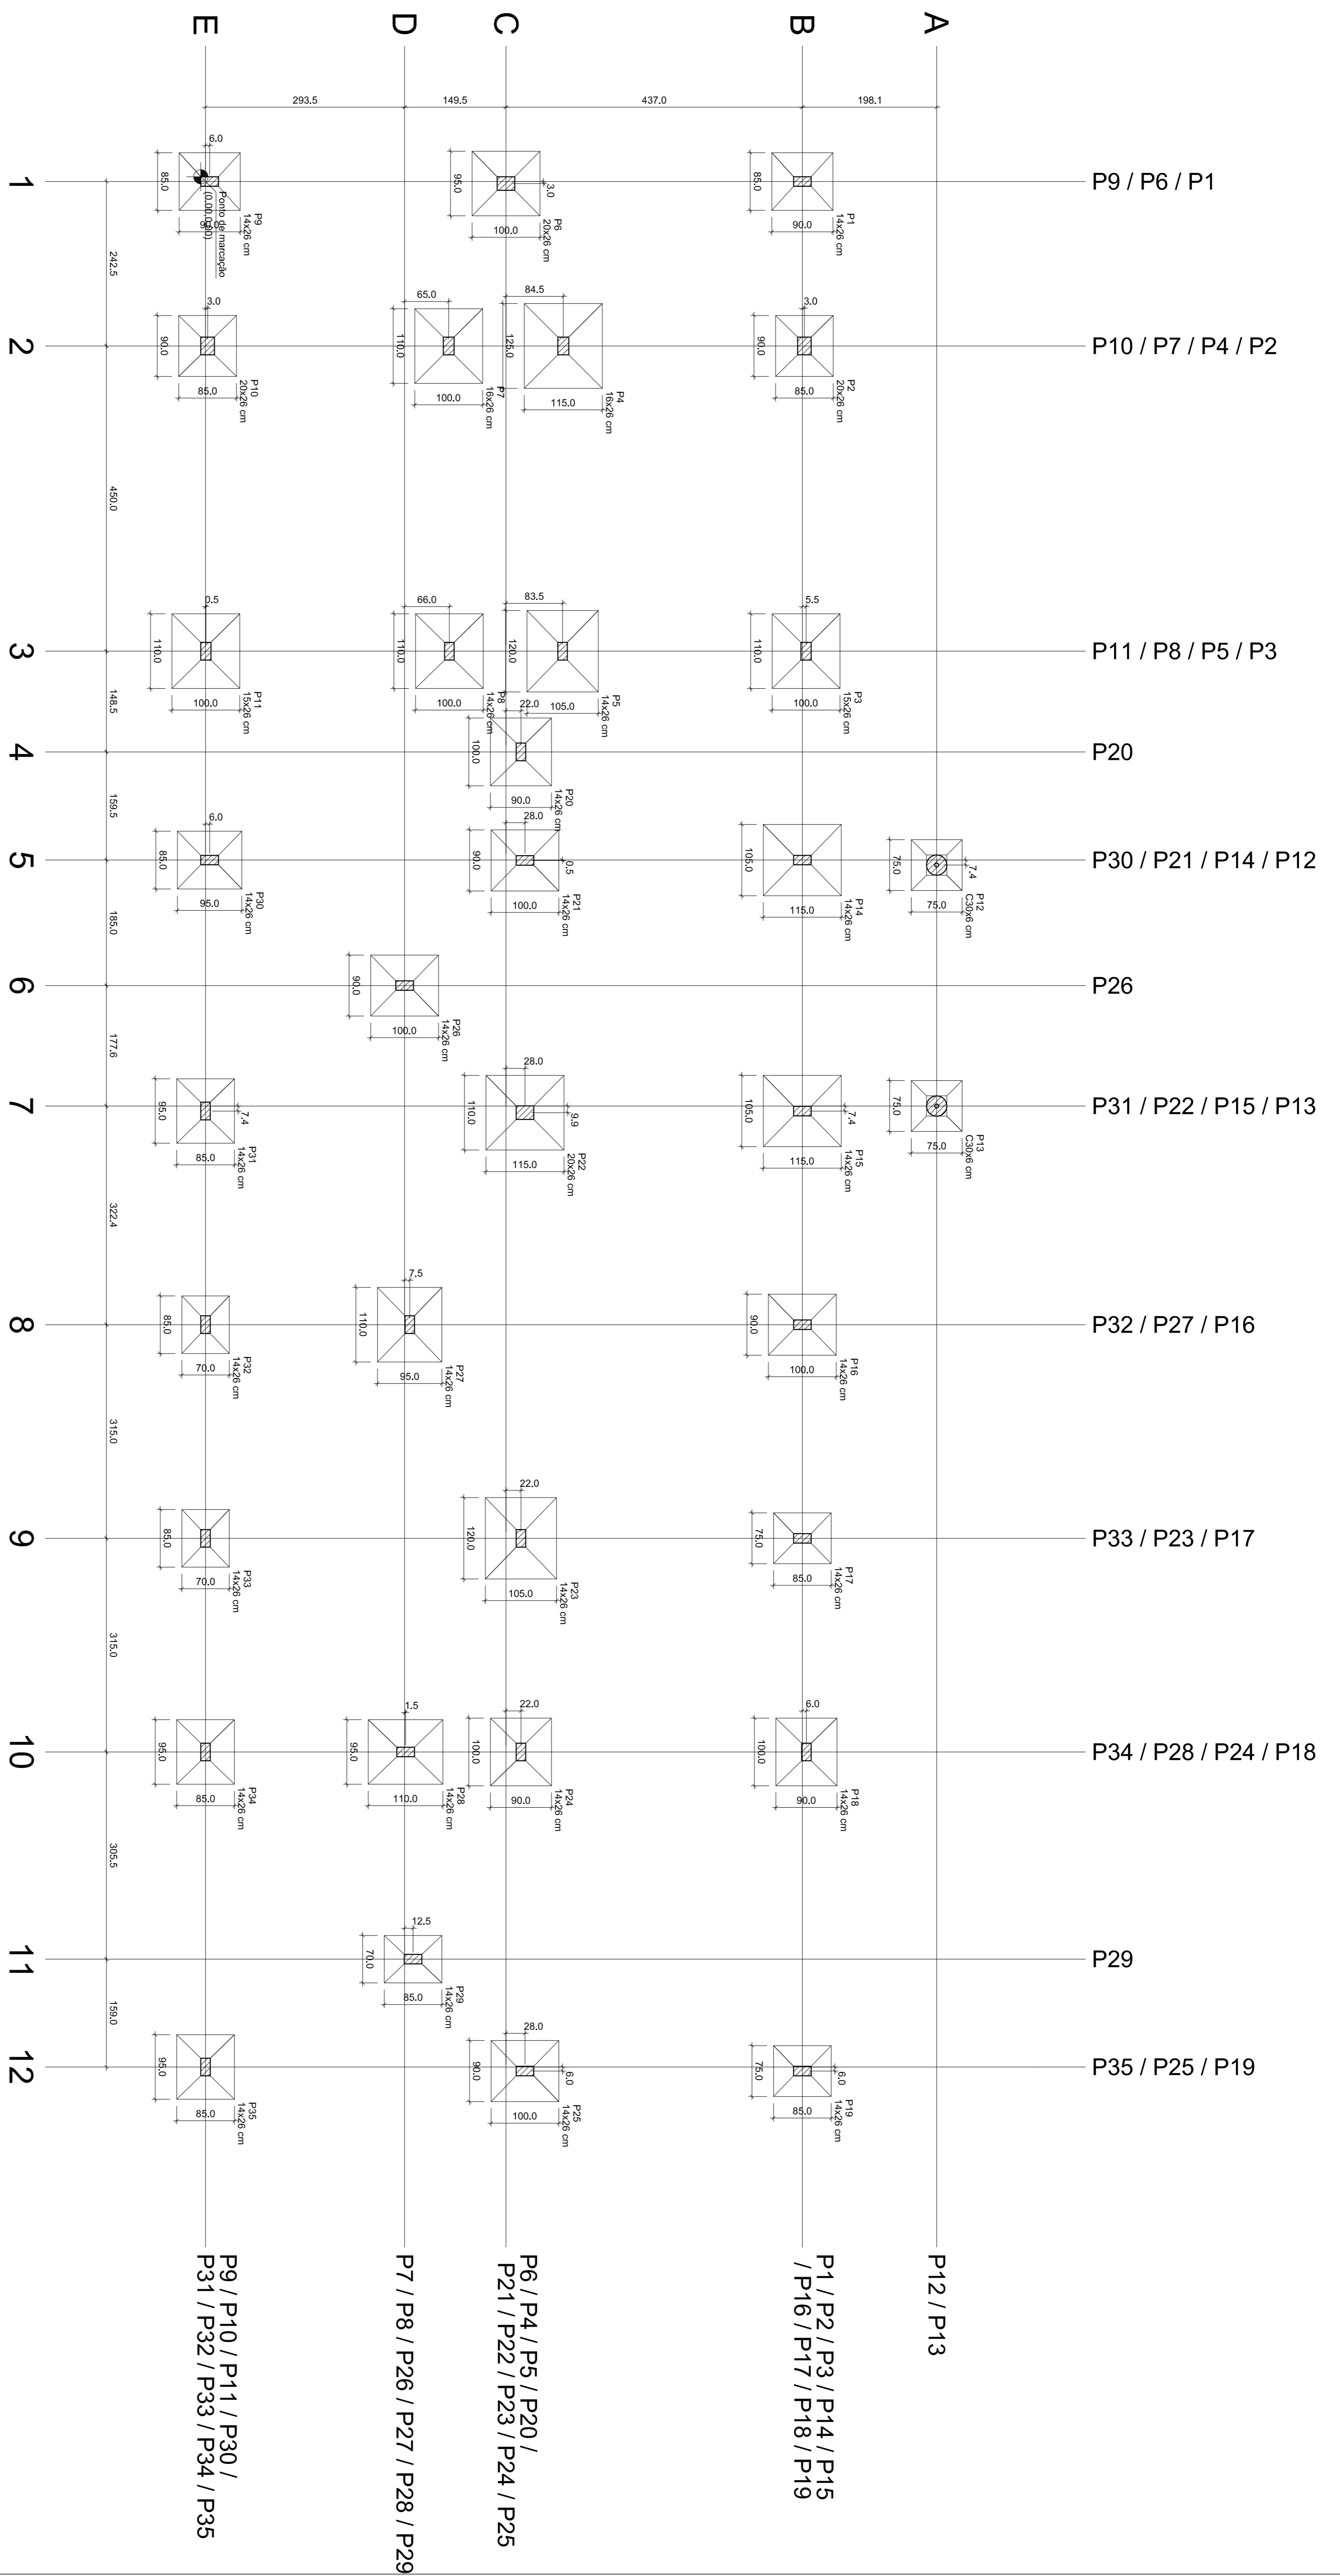 E
D
C
B
A
293.5
149.5
437.0
198.1
1
6.0
85.0
90.0
P9
14x26 cm
Ponto de marcação
(0.00,0.00)
95.0
3.0
100.0
P6
20x26 cm
85.0
90.0
P1
14x26 cm
P9 / P6 / P1
242.5
2
3.0
90.0
85.0
P10
20x26 cm
65.0
110.0
100.0
P7
16x26 cm
84.5
125.0
115.0
P4
16x26 cm
3.0
90.0
85.0
P2
20x26 cm
P10 / P7 / P4 / P2
450.0
3
0.5
110.0
100.0
P11
15x26 cm
66.0
110.0
100.0
P8
14x26 cm
83.5
120.0
105.0
P5
14x26 cm
5.5
110.0
100.0
P3
15x26 cm
P11 / P8 / P5 / P3
148.5
4
22.0
100.0
90.0
P20
14x26 cm
P20
159.5
5
6.0
85.0
95.0
P30
14x26 cm
28.0
90.0
0.5
100.0
P21
14x26 cm
105.0
115.0
P14
14x26 cm
75.0
7.4
75.0
P12
C30x6 cm
P30 / P21 / P14 / P12
185.0
6
90.0
100.0
P26
14x26 cm
P26
177.6
7
95.0
7.4
85.0
P31
14x26 cm
28.0
110.0
9.9
115.0
P22
20x26 cm
105.0
7.4
115.0
P15
14x26 cm
75.0
75.0
P13
C30x6 cm
P31 / P22 / P15 / P13
322.4
8
85.0
70.0
P32
14x26 cm
7.5
110.0
95.0
P27
14x26 cm
90.0
100.0
P16
14x26 cm
P32 / P27 / P16
315.0
9
85.0
70.0
P33
14x26 cm
22.0
120.0
105.0
P23
14x26 cm
75.0
85.0
P17
14x26 cm
P33 / P23 / P17
315.0
10
95.0
85.0
P34
14x26 cm
1.5
95.0
110.0
P28
14x26 cm
22.0
100.0
90.0
P24
14x26 cm
6.0
100.0
90.0
P18
14x26 cm
P34 / P28 / P24 / P18
305.5
11
12.5
70.0
85.0
P29
14x26 cm
P29
159.0
12
95.0
85.0
P35
14x26 cm
28.0
90.0
6.0
100.0
P25
14x26 cm
75.0
6.0
85.0
P19
14x26 cm
P35 / P25 / P19
P9 / P10 / P11 / P30 /
P31 / P32 / P33 / P34 / P35
P7 / P8 / P26 / P27 / P28 / P29
P6 / P4 / P5 / P20 /
P21 / P22 / P23 / P24 / P25
P1 / P2 / P3 / P14 / P15
/ P16 / P17 / P18 / P19
P12 / P13